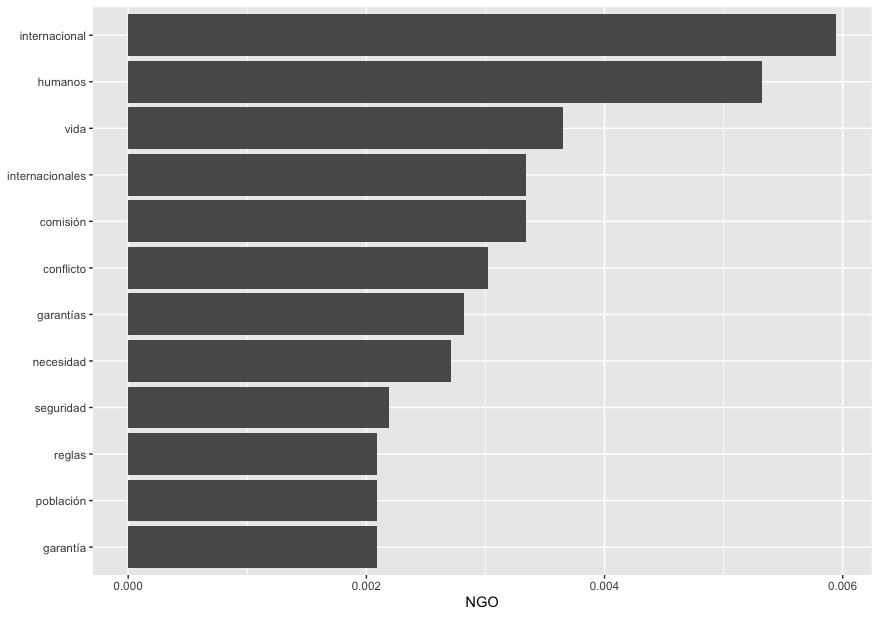 internacional
humanos
vida
internacionales
comisión
conflicto
garantías
necesidad
seguridad
reglas
población
garantía
0.000 0.002 0.004 0.006
NGO